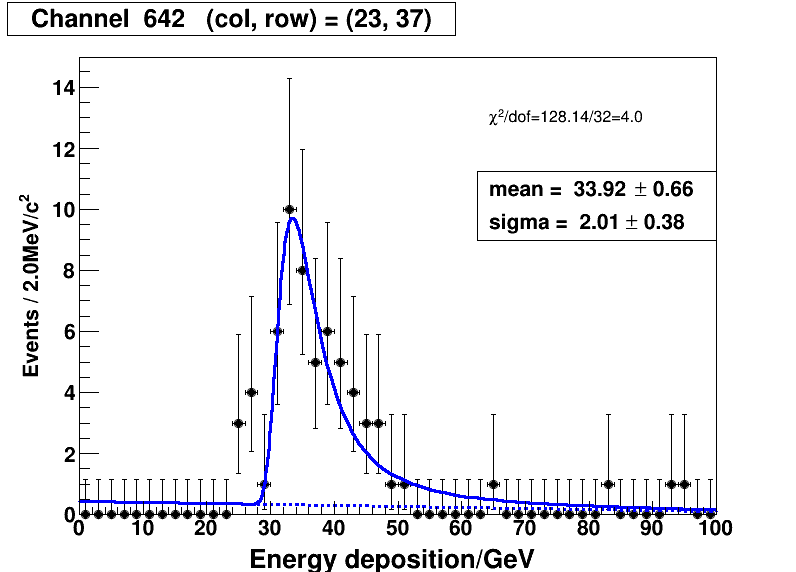 Channel  642   (col, row) = (23, 37)
14
12
10
8
6
4
2
0
Events / 2.0MeV/c²
χ²/dof=128.14/32=4.0
mean =  33.92 ± 0.66
sigma =  2.01 ± 0.38
0 10 20 30 40 50 60 70 80 90 100
Energy deposition/GeV